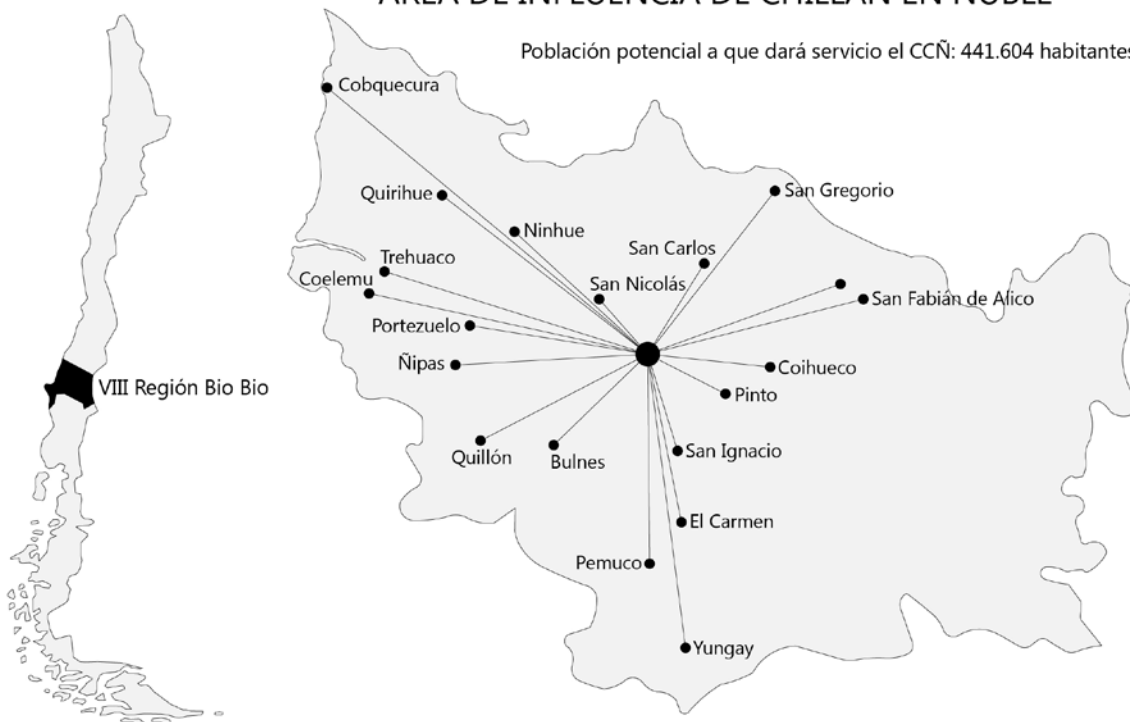 ÁREA DE INFLUENCIA DE CHILLÁN EN ÑUBLE
Población potencial a que dará servicio el CCÑ: 441.604 habitantes
Cobquecura
Quirihue
San Gregorio
Ninhue
San Carlos
Trehuaco
Coelemu
San Nicolás
San Fabián de Alico
Portezuelo
Ñipas
Coihueco
VIII Región Bio Bio
Pinto
San Ignacio
Quillón
Bulnes
El Carmen
Pemuco
Yungay